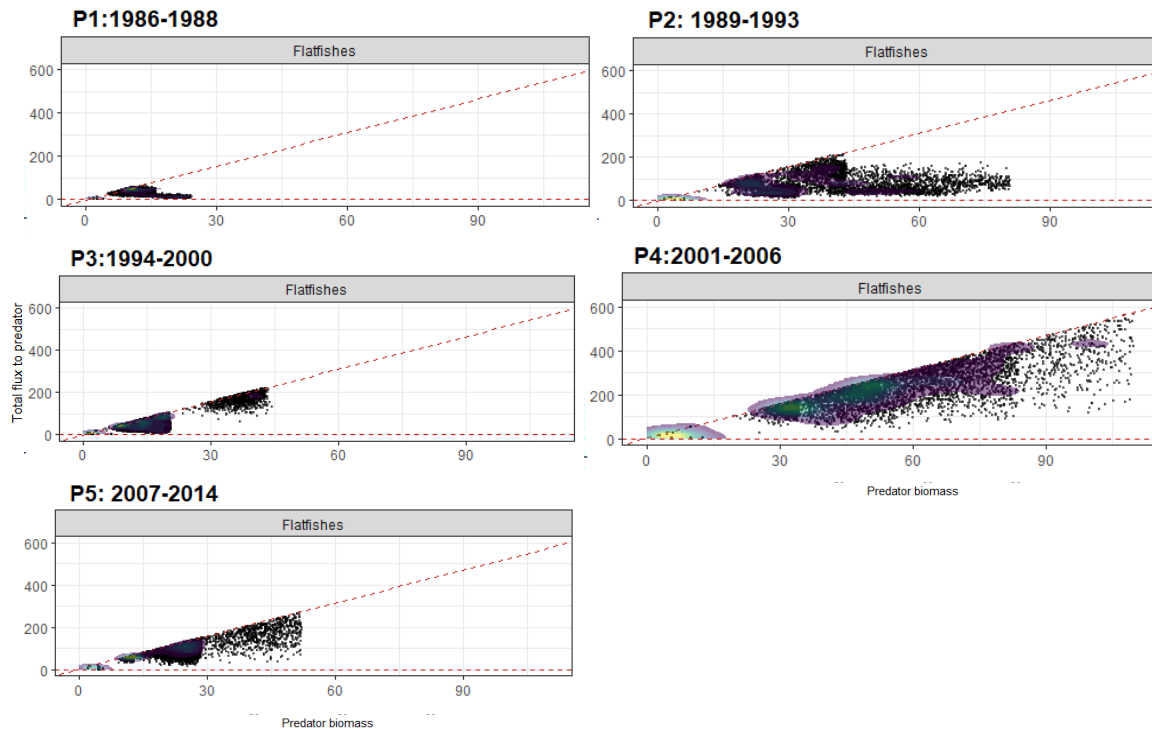 P1:1986-1988
Flatfishes
600
400
200
0
0 30 60 90
P2: 1989-1993
Flatfishes
600
400
200
0
0 30 60 90
P3:1994-2000
Flatfishes
Total flux to predator
600
400
200
0
0 30 60 90
P4:2001-2006
Flatfishes
600
400
200
0
0 30 60 90
Predator biomass
P5: 2007-2014
Flatfishes
600
400
200
0
0 30 60 90
Predator biomass